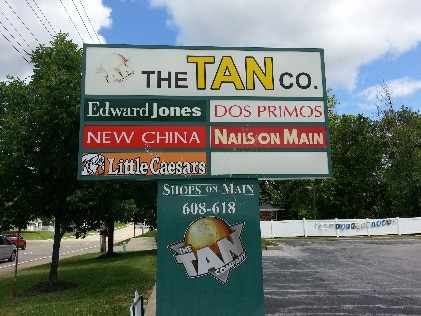 THE TAN CO.
Edward Jones
DOS PRIMOS
NEW CHINA
NAILS ON MAIN
Little Caesars
SHOPS ON MAIN
608-618
THE
TAN
COMPANY